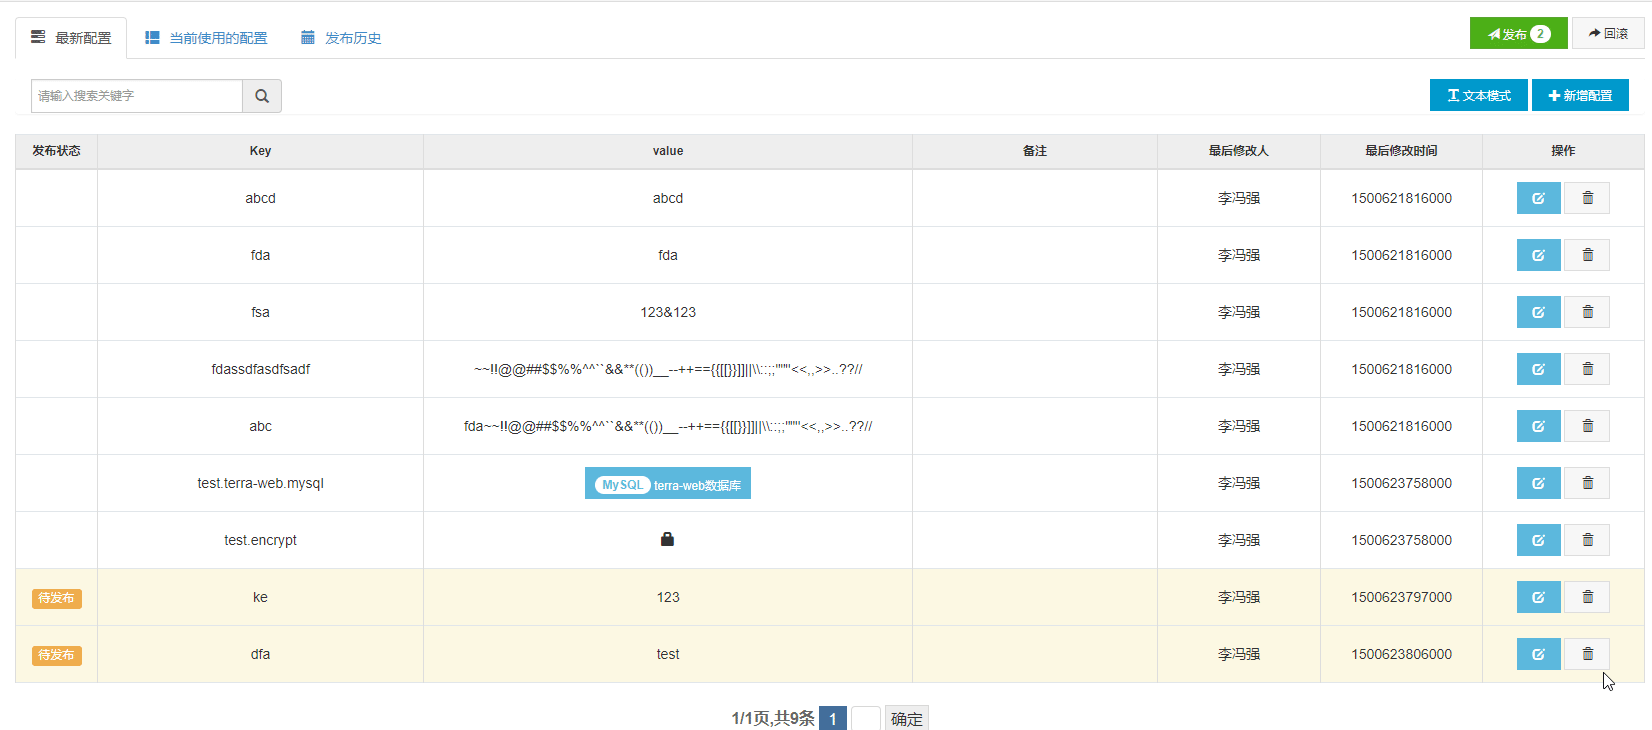 最新配置 当前使用的配置 发布历史 发布 2 回滚
请输入搜索关键字 文本模式 新增配置
发布状态 Key value 备注 最后修改人 最后修改时间 操作
abcd abcd 李冯强 1500621816000
fda fda 李冯强 1500621816000
fsa 123&123 李冯强 1500621816000
fdassdfasdfsadf ~~!!@@##$$%%^^``&&**(())__--++=={{[[}}]]||\\::;;""''<<,,>>..??// 李冯强 1500621816000
abc fda~~!!@@##$$%%^^``&&**(())__--++=={{[[}}]]||\\::;;""''<<,,>>..??// 李冯强 1500621816000
test.terra-web.mysql MySQL terra-web数据库 李冯强 1500623758000
test.encrypt 李冯强 1500623758000
待发布 ke 123 李冯强 1500623797000
待发布 dfa test 李冯强 1500623806000
1/1页,共9条 1 确定